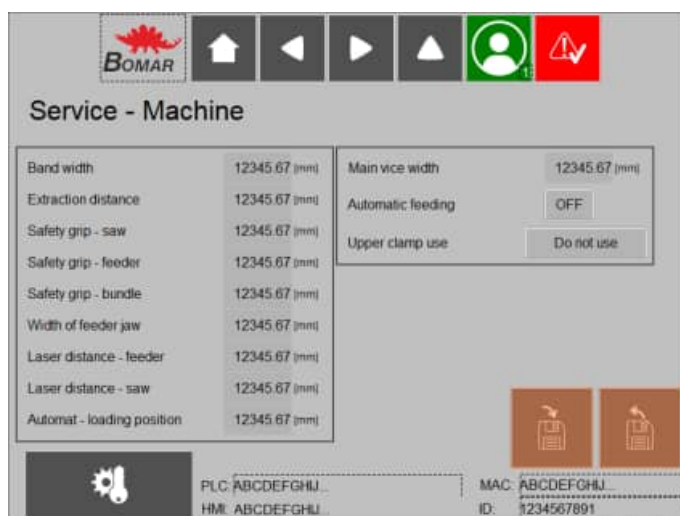 BOMAR
1
Service - Machine
Band width 12345.67 [mm]
Extraction distance 12345.67 [mm]
Safety grip - saw 12345.67 [mm]
Safety grip - feeder 12345.67 [mm]
Safety grip - bundle 12345.67 [mm]
Width of feeder jaw 12345.67 [mm]
Laser distance - feeder 12345.67 [mm]
Laser distance - saw 12345.67 [mm]
Automat - loading position 12345.67 [mm]
Main vice width 12345.67 [mm]
Automatic feeding OFF
Upper clamp use Do not use
PLC: ABCDEFGHIJ...
HMI: ABCDEFGHIJ...
MAC: ABCDEFGHIJ...
ID: 1234567891